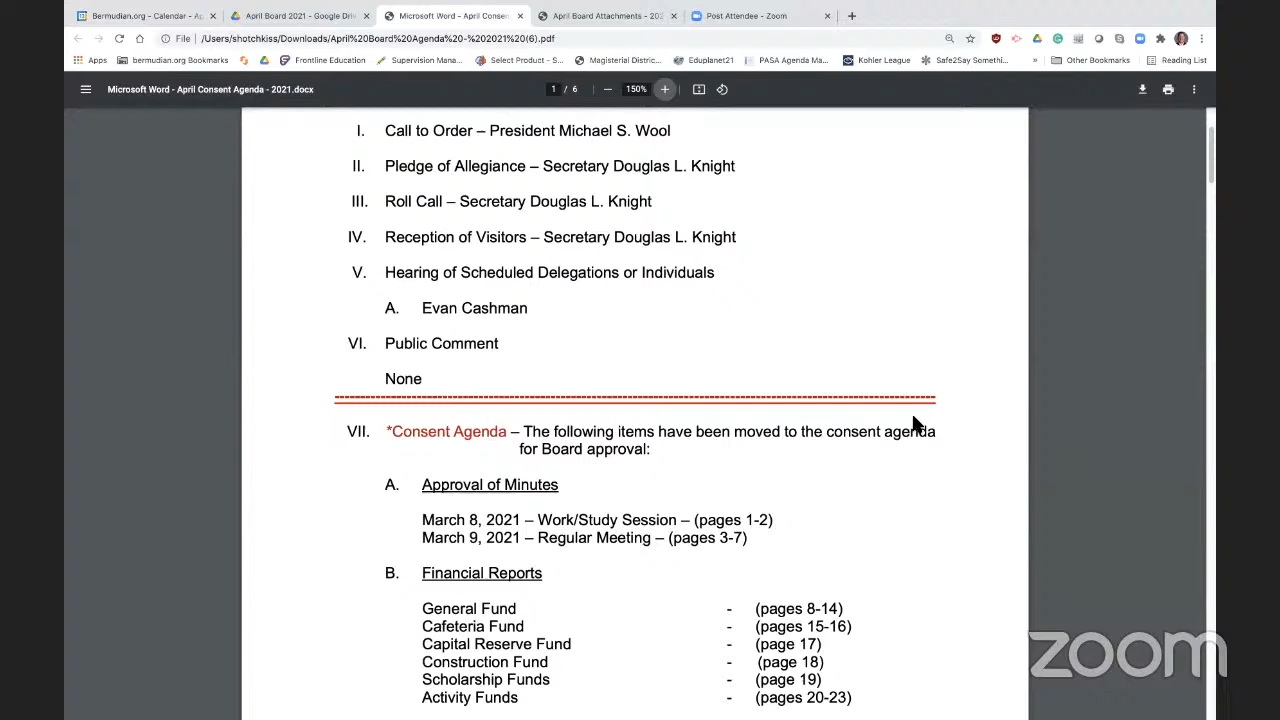 Bermudian.org - Calendar - Ap
April Board 2021 - Google Driv
Microsoft Word - April Consen
April Board Attachments - 202
Post Attendee - Zoom
File | /Users/shotchkiss/Downloads/April%20Board%20Agenda%20-%202021%20(6).pdf
Apps
bermudian.org Bookmarks
Frontline Education
Supervision Mana...
Select Product - S...
Magisterial Distric...
Eduplanet21
PASA Agenda Ma...
Kohler League
Safe2Say Somethi...
»
Other Bookmarks
Reading List
Microsoft Word - April Consent Agenda - 2021.docx
1 / 6
150%
I. Call to Order – President Michael S. Wool
II. Pledge of Allegiance – Secretary Douglas L. Knight
III. Roll Call – Secretary Douglas L. Knight
IV. Reception of Visitors – Secretary Douglas L. Knight
V. Hearing of Scheduled Delegations or Individuals
A. Evan Cashman
VI. Public Comment
None
VII. *Consent Agenda – The following items have been moved to the consent agenda
for Board approval:
A. Approval of Minutes
March 8, 2021 – Work/Study Session – (pages 1-2)
March 9, 2021 – Regular Meeting – (pages 3-7)
B. Financial Reports
General Fund - (pages 8-14)
Cafeteria Fund - (pages 15-16)
Capital Reserve Fund - (page 17)
Construction Fund - (page 18)
Scholarship Funds - (page 19)
Activity Funds - (pages 20-23)
zoom